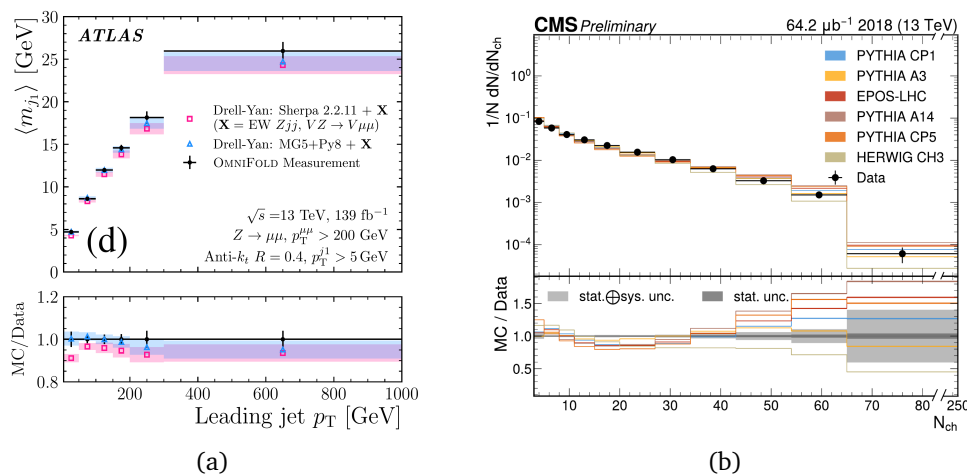 ATLAS
⟨m_{j_1}⟩ [GeV]
30
25
20
15
10
5
0
Drell-Yan: Sherpa 2.2.11 + X
(X = EW Zjj, VZ → Vμμ)
Drell-Yan: MG5+Py8 + X
OMNIFOLD Measurement
√s =13 TeV, 139 fb⁻¹
Z → μμ, p_T^{μμ} > 200 GeV
Anti-k_t R = 0.4, p_T^{j1} > 5 GeV
(d)
MC/Data
1.2
1.0
0.8
0 200 400 600 800 1000
Leading jet p_T [GeV]
(a)
CMS Preliminary 64.2 μb⁻¹ 2018 (13 TeV)
1/N dN/dN_ch
10⁰
10⁻¹
10⁻²
10⁻³
10⁻⁴
PYTHIA CP1
PYTHIA A3
EPOS-LHC
PYTHIA A14
PYTHIA CP5
HERWIG CH3
Data
MC / Data
1.5
1.0
0.5
stat.⊕sys. unc. stat. unc.
10 20 30 40 50 60 70 80 250
N_ch
(b)